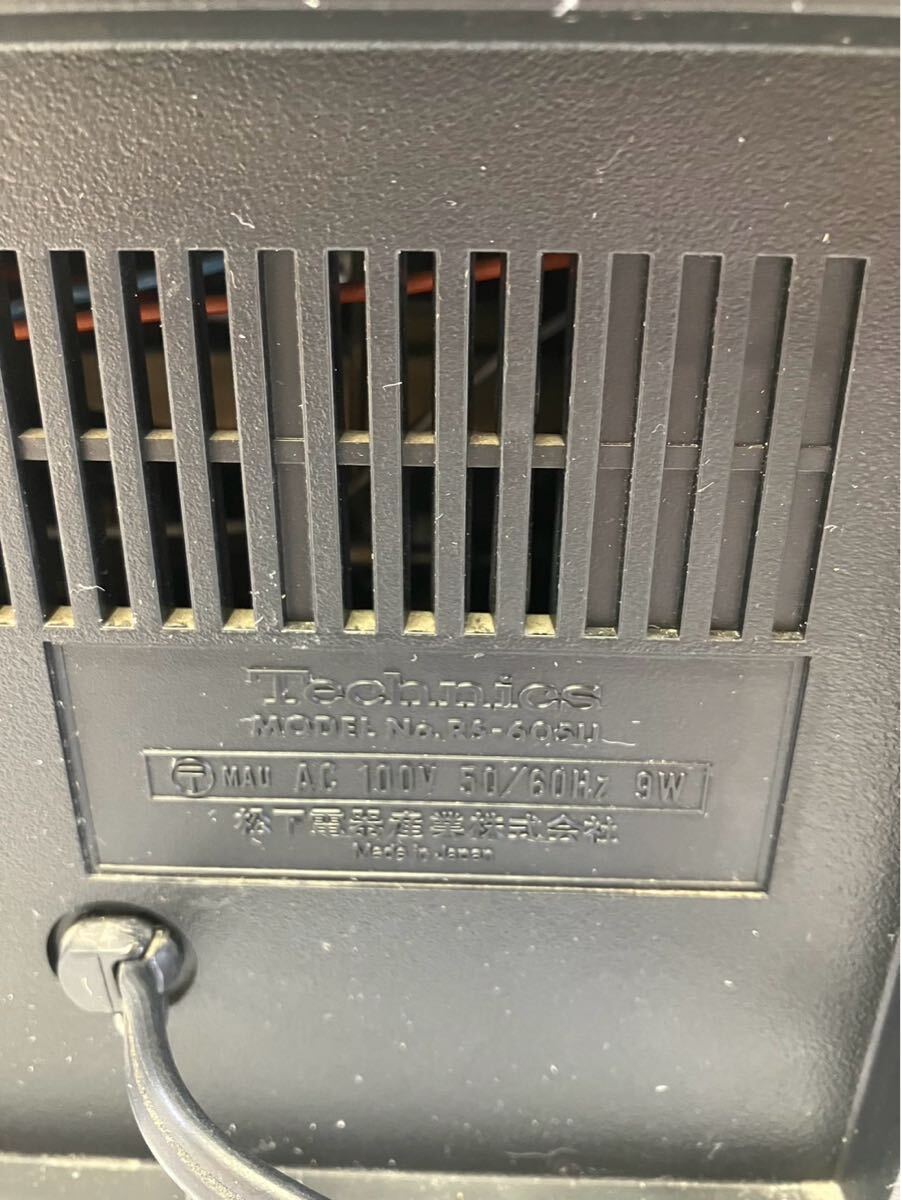 Technics
MODEL No. RS-606U
〒 MAU AC 100V 50/60Hz 9W
松下電器産業株式会社
Made in Japan